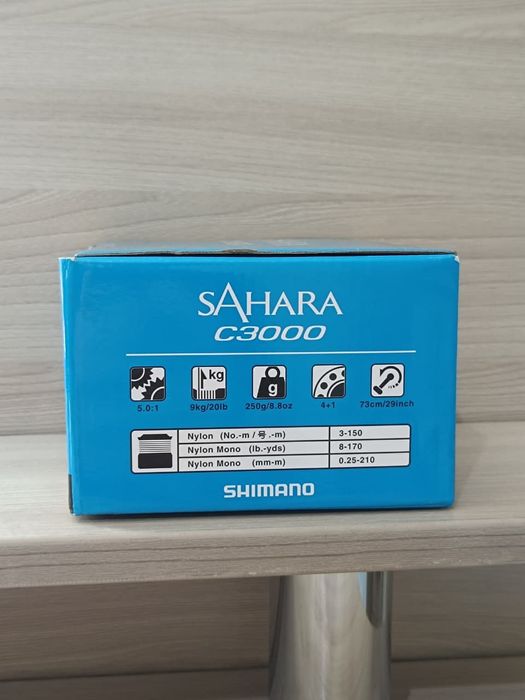 SAHARA
C3000
kg
g
5.0:1 9kg/20lb 250g/8.8oz 4+1 73cm/29inch
Nylon (No.-m / 号.-m) 3-150
Nylon Mono (lb.-yds) 8-170
Nylon Mono (mm-m) 0.25-210
SHIMANO